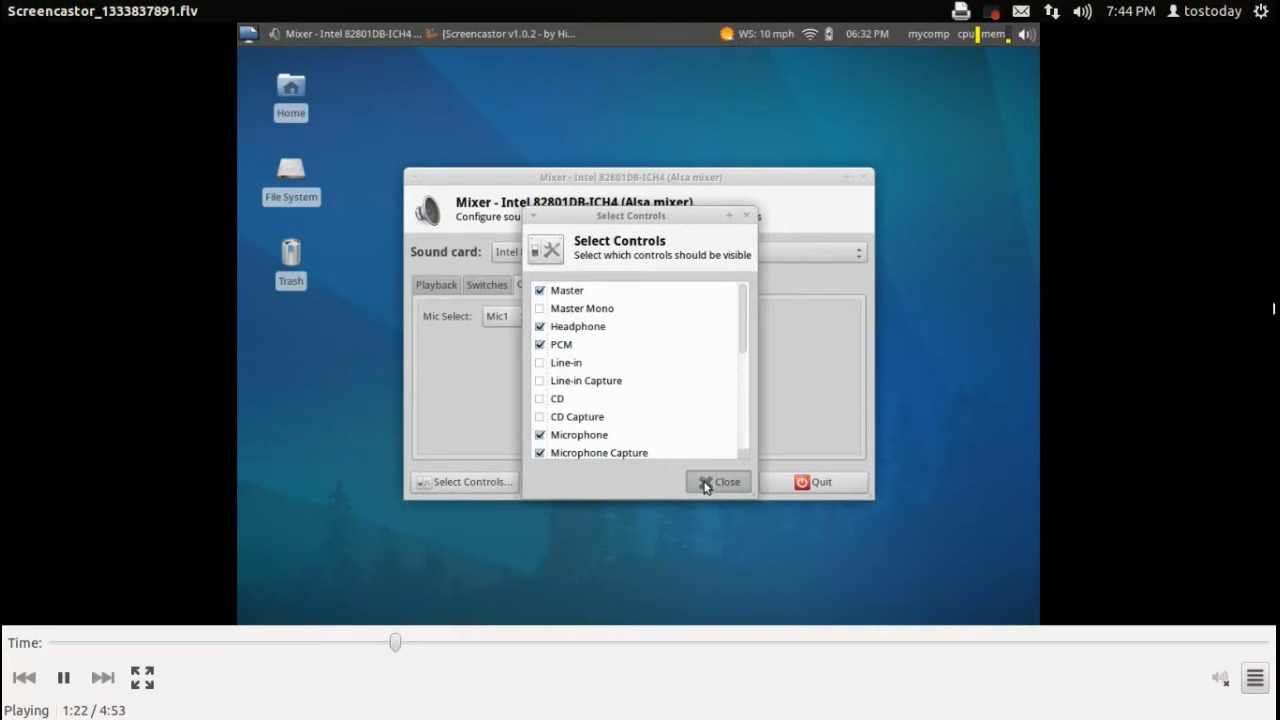 Screencastor_1333837891.flv
7:44 PM tostoday
Mixer - Intel 82801DB-ICH4 ... [Screencastor v1.0.2 - by Hi... WS: 10 mph 06:32 PM mycomp cpu mem
Home
File System
Trash
Mixer - Intel 82801DB-ICH4 (Alsa mixer)
Mixer - Intel 82801DB-ICH4 (Alsa mixer)
Configure sou
Select Controls
Select Controls
Select which controls should be visible
Sound card: Intel
Playback Switches
Mic Select: Mic1
Master
Master Mono
Headphone
PCM
Line-in
Line-in Capture
CD
CD Capture
Microphone
Microphone Capture
Select Controls... Close Quit
Time:
Playing 1:22 / 4:53